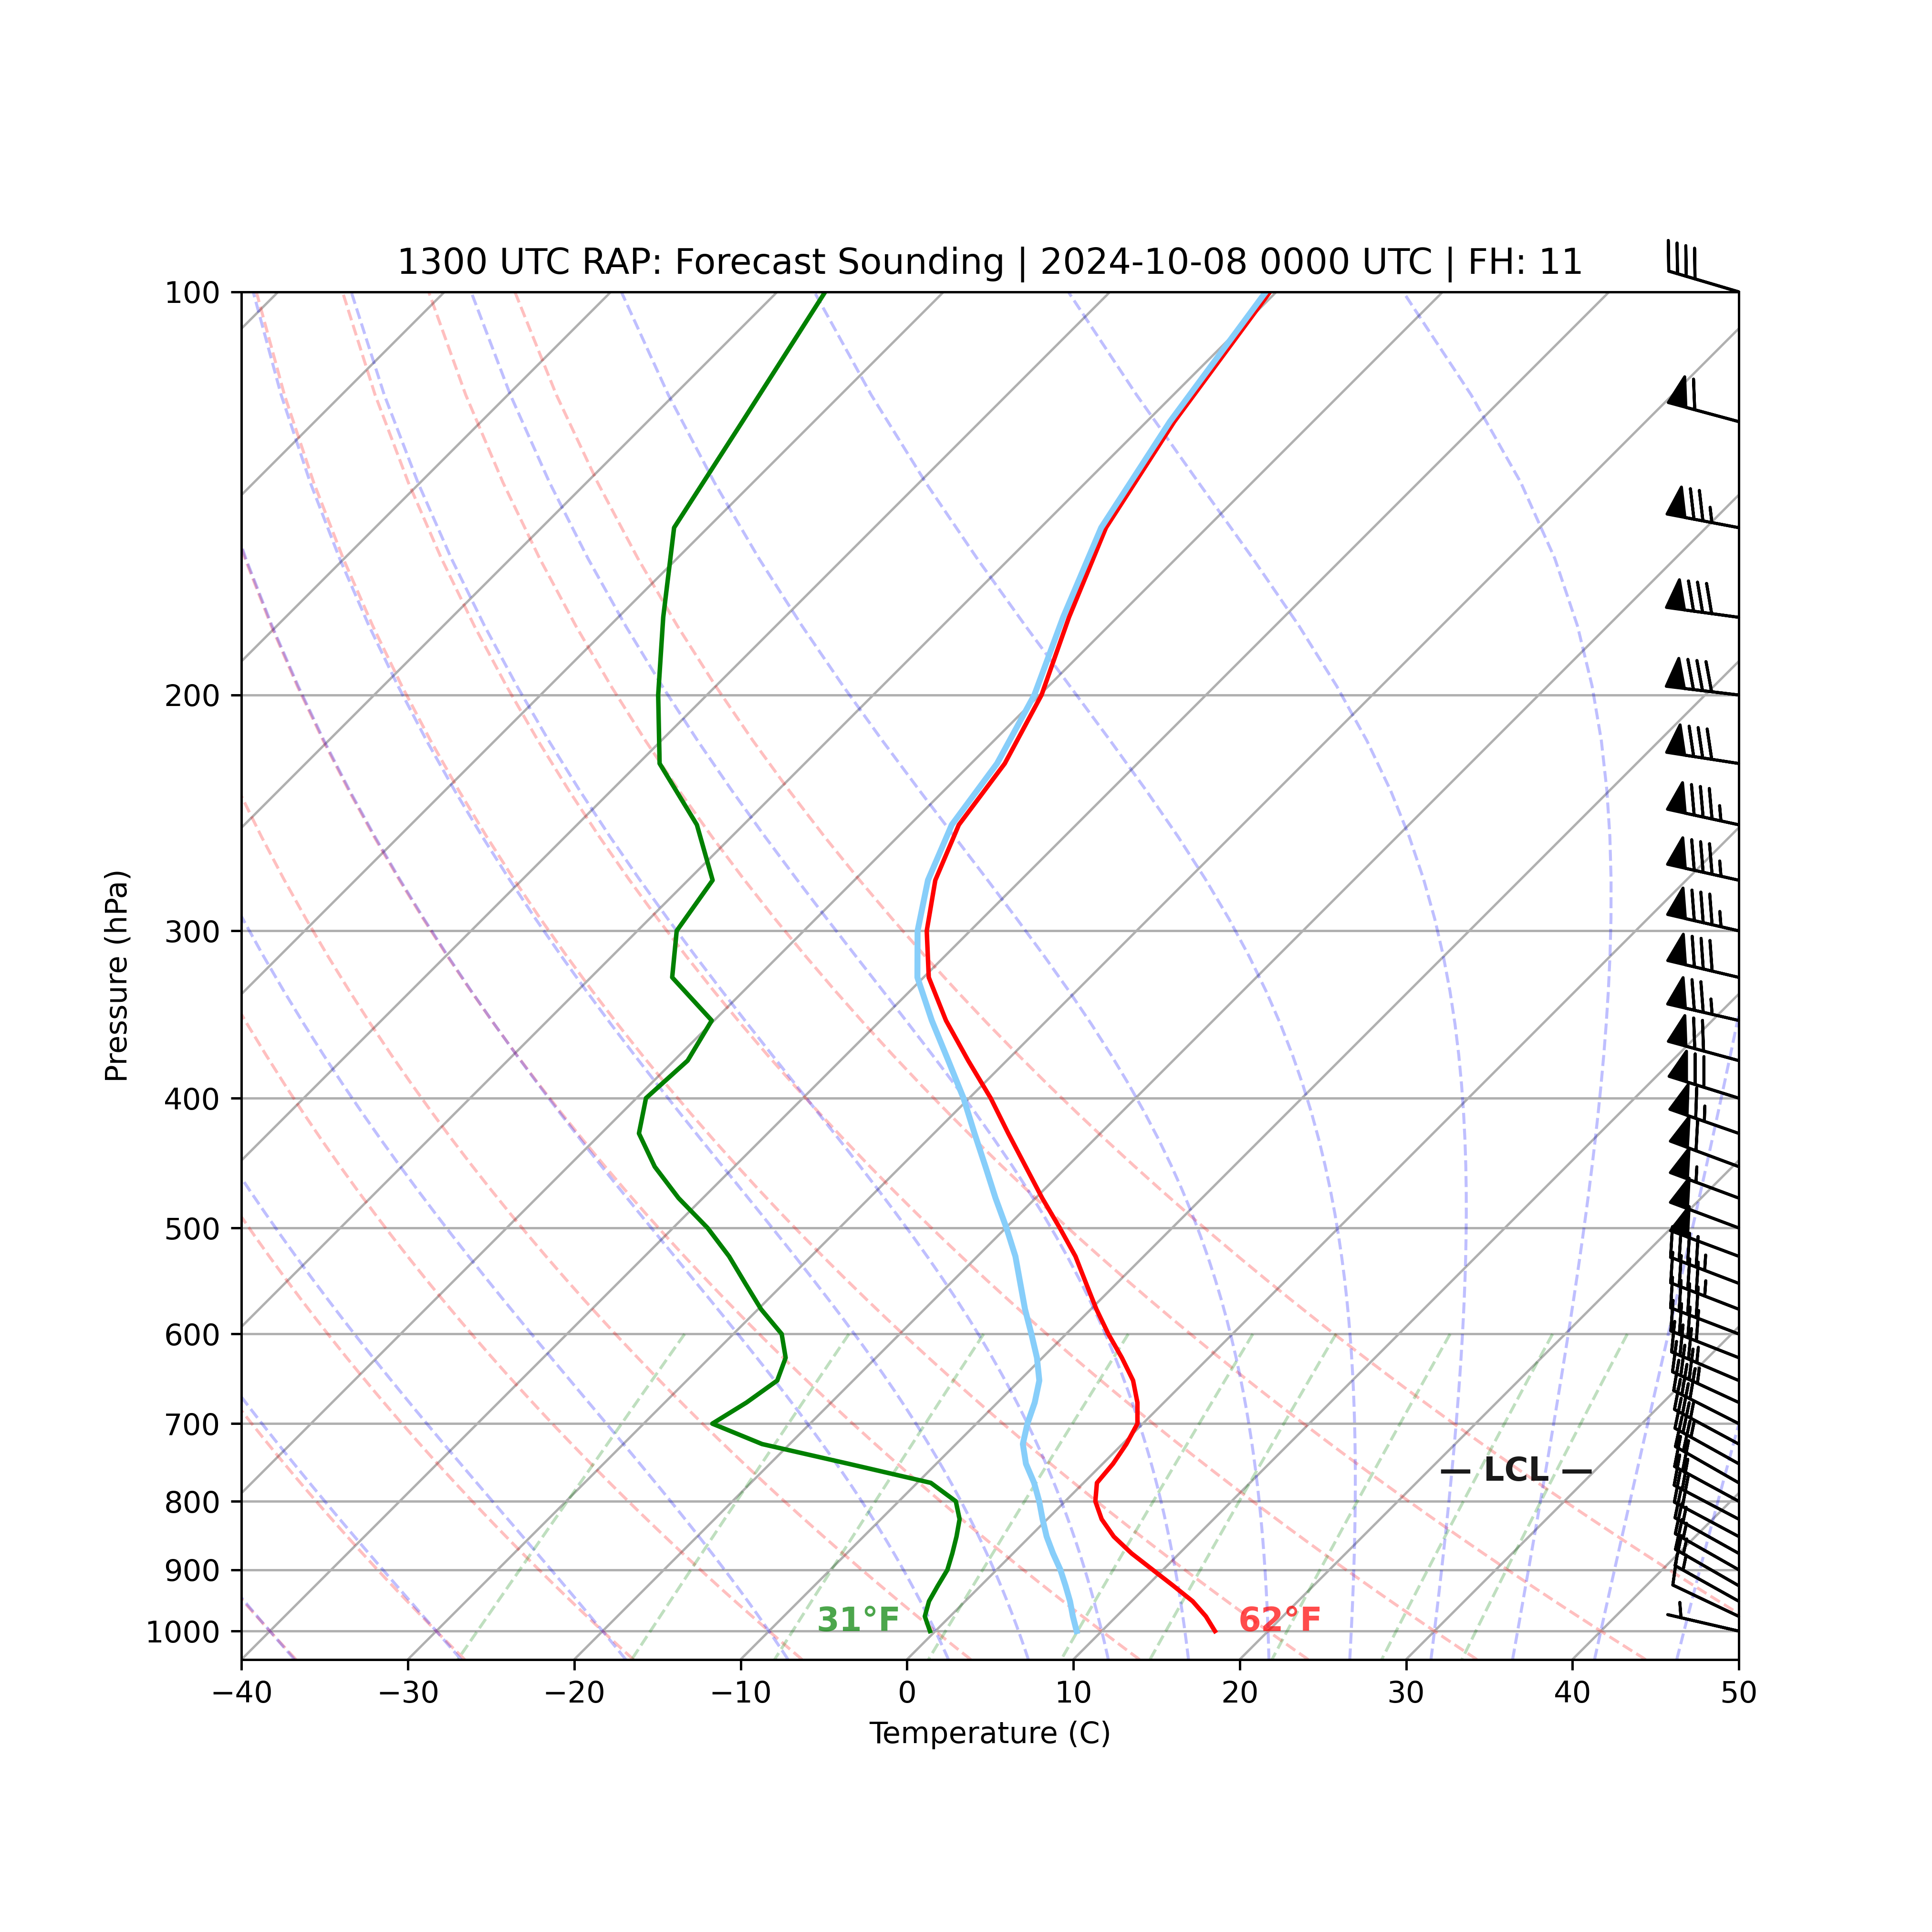 1300 UTC RAP: Forecast Sounding | 2024-10-08 0000 UTC | FH: 11
100
200
300
400
500
600
700
800
900
1000
Pressure (hPa)
— LCL —
31°F
62°F
−40 −30 −20 −10 0 10 20 30 40 50
Temperature (C)